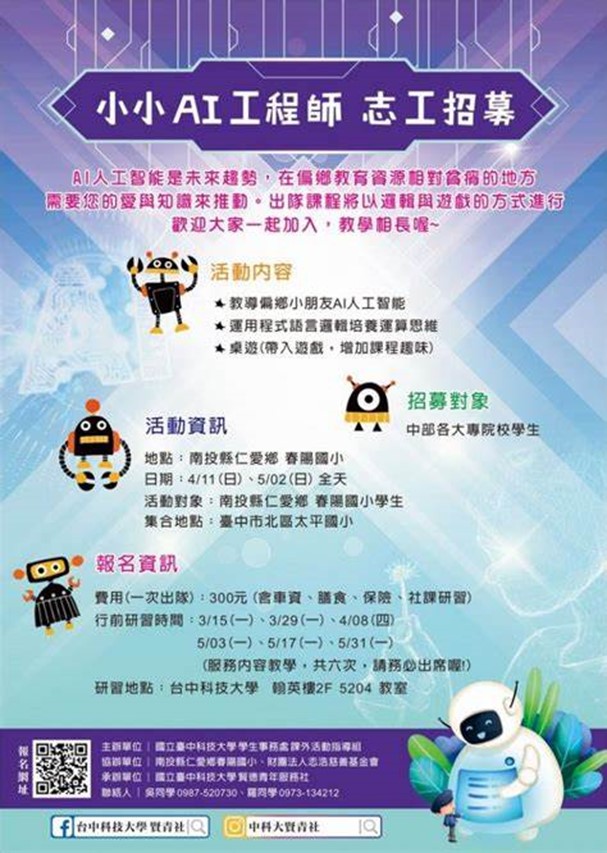 小小AI工程師 志工招募
AI人工智能是未來趨勢，在偏鄉教育資源相對貧瘠的地方
需要您的愛與知識來推動。出隊課程將以邏輯與遊戲的方式進行
歡迎大家一起加入，教學相長喔~
活動內容
★教導偏鄉小朋友AI人工智能
★運用程式語言邏輯培養運算思維
★桌遊(帶入遊戲，增加課程趣味)
招募對象
中部各大專院校學生
活動資訊
地點：南投縣仁愛鄉 春陽國小
日期：4/11(日)、5/02(日) 全天
活動對象：南投縣仁愛鄉 春陽國小學生
集合地點：臺中市北區太平國小
報名資訊
費用(一次出隊)：300元 (含車資、膳食、保險、社課研習)
行前研習時間：3/15(一)、3/29(一)、4/08(四)
5/03(一)、5/17(一)、5/31(一)
(服務內容教學，共六次，請務必出席喔!)
研習地點：台中科技大學 翰英樓2F 5204 教室
報名網址
主辦單位｜國立臺中科技大學學生事務處課外活動指導組
協辦單位｜南投縣仁愛鄉春陽國小、財團法人志浩慈善基金會
承辦單位｜國立臺中科技大學賢德青年服務社
聯絡人｜吳同學0987-520730、羅同學0973-134212
台中科技大學 賢青社
中科大賢青社